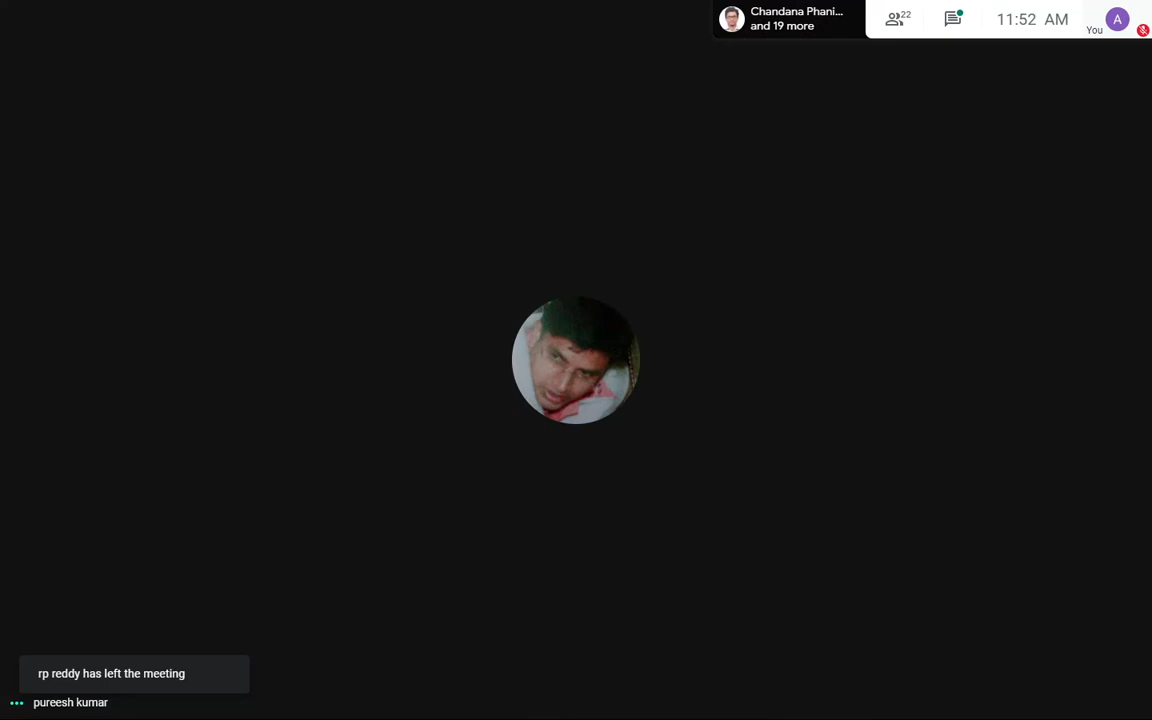 Chandana Phani...
and 19 more
22
11:52 AM
You
A
rp reddy has left the meeting
pureesh kumar